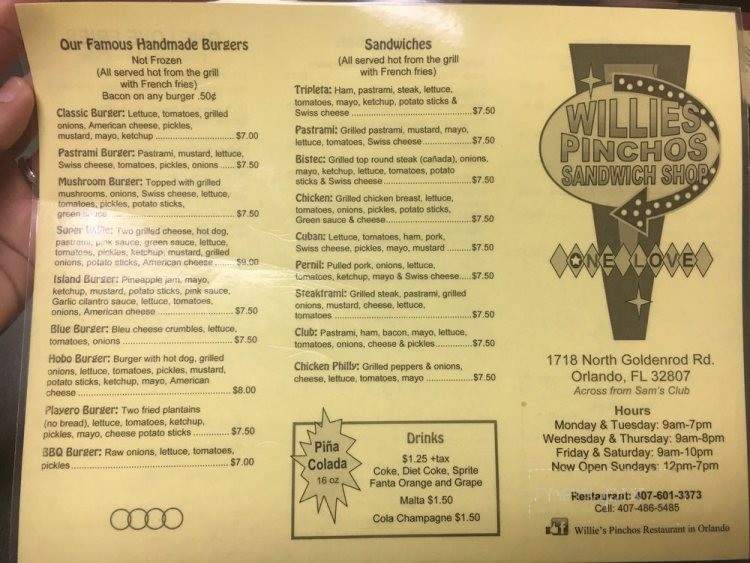 Our Famous Handmade Burgers
Not Frozen
(All served hot from the grill
with French fries)
Bacon on any burger .50¢
Classic Burger: Lettuce, tomatoes, grilled
onions, American cheese, pickles,
mustard, mayo, ketchup $7.00
Pastrami Burger: Pastrami, mustard, lettuce,
Swiss cheese, tomatoes, pickles, onions $7.50
Mushroom Burger: Topped with grilled
mushrooms, onions, Swiss cheese, lettuce,
tomatoes, pickles, potato sticks,
green sauce $7.50
Super Willie: Two grilled cheese, hot dog,
pastrami, pink sauce, green sauce, lettuce,
tomatoes, pickles, ketchup, mustard, grilled
onions, potato sticks, American cheese $9.00
Island Burger: Pineapple jam, mayo,
ketchup, mustard, potato sticks, pink sauce,
Garlic cilantro sauce, lettuce, tomatoes,
onions, American cheese $7.50
Blue Burger: Bleu cheese crumbles, lettuce,
tomatoes, onions $7.50
Hobo Burger: Burger with hot dog, grilled
onions, lettuce, tomatoes, pickles, mustard,
potato sticks, ketchup, mayo, American
cheese $8.00
Playero Burger: Two fried plantains
(no bread), lettuce, tomatoes, ketchup,
pickles, mayo, cheese potato sticks $7.50
BBQ Burger: Raw onions, lettuce, tomatoes,
pickles $7.00
Sandwiches
(All served hot from the grill
with French fries)
Tripleta: Ham, pastrami, steak, lettuce,
tomatoes, mayo, ketchup, potato sticks &
Swiss cheese $7.50
Pastrami: Grilled pastrami, mustard, mayo,
lettuce, tomatoes, Swiss cheese $7.50
Bistec: Grilled top round steak (cañada), onions,
mayo, ketchup, lettuce, tomatoes, potato
sticks & Swiss cheese $7.50
Chicken: Grilled chicken breast, lettuce,
tomatoes, onions, pickles, potato sticks,
Green sauce & cheese $7.50
Cuban: Lettuce, tomatoes, ham, pork,
Swiss cheese, pickles, mayo, mustard $7.50
Pernil: Pulled pork, onions, lettuce,
tomatoes, ketchup, mayo & Swiss cheese $7.50
Steaktrami: Grilled steak, pastrami, grilled
onions, mustard, cheese, lettuce,
tomatoes $7.50
Club: Pastrami, ham, bacon, mayo, lettuce,
tomatoes, onions, cheese & pickles $7.50
Chicken Philly: Grilled peppers & onions,
cheese, lettuce, tomatoes, mayo $7.50
Piña
Colada
16 oz
Drinks
$1.25 +tax
Coke, Diet Coke, Sprite
Fanta Orange and Grape
Malta $1.50
Cola Champagne $1.50
WILLIES
PINCHOS
SANDWICH SHOP
ONE LOVE
1718 North Goldenrod Rd.
Orlando, FL 32807
Across from Sam's Club
Hours
Monday & Tuesday: 9am-7pm
Wednesday & Thursday: 9am-8pm
Friday & Saturday: 9am-10pm
Now Open Sundays: 12pm-7pm
Restaurant: 407-601-3373
Cell: 407-486-5485
f Willie's Pinchos Restaurant in Orlando